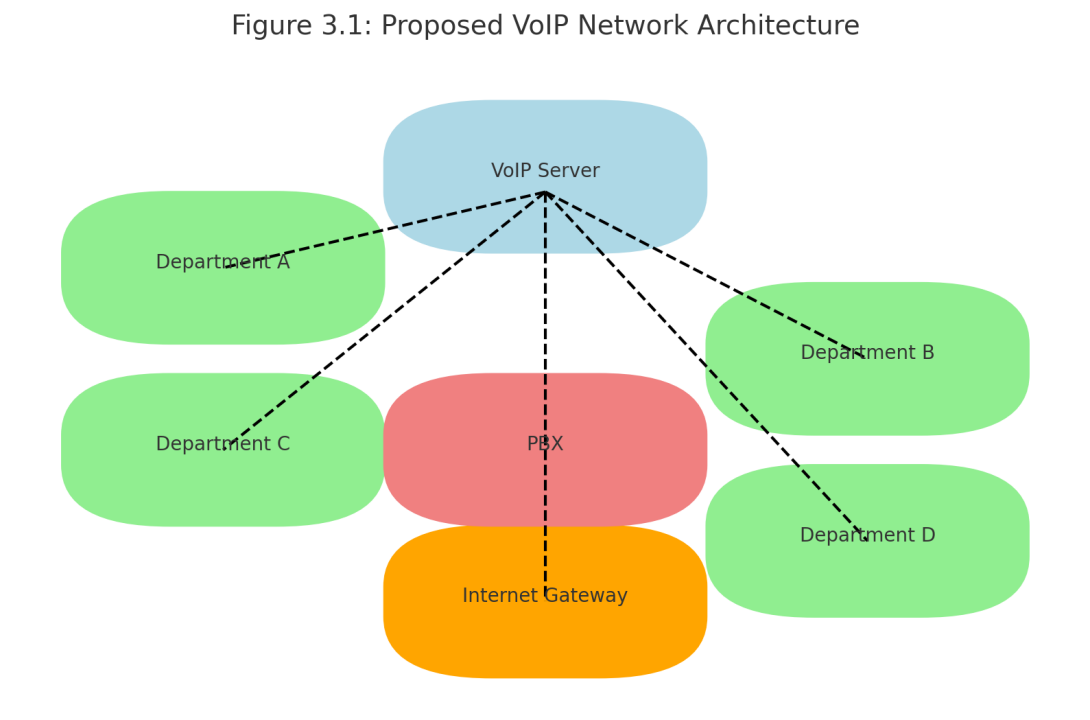 Figure 3.1: Proposed VoIP Network Architecture
VoIP Server
Department A
Department B
Department C
PBX
Department D
Internet Gateway